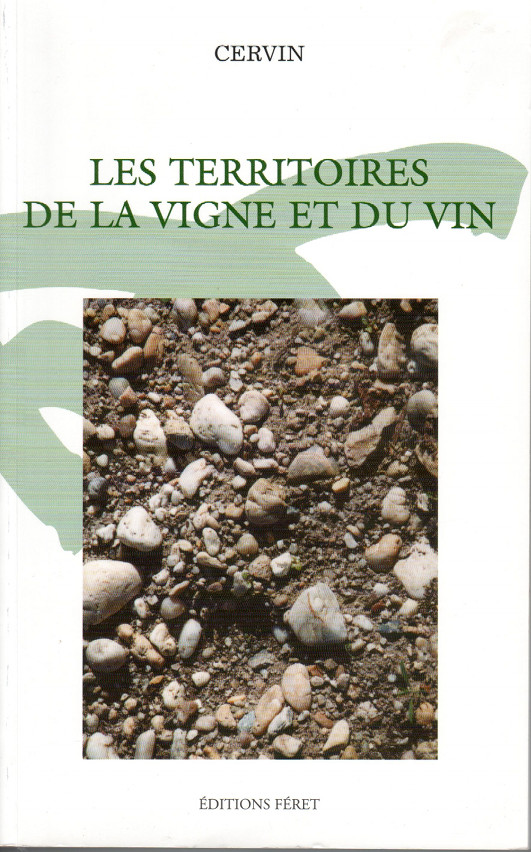 CERVIN
LES TERRITOIRES
DE LA VIGNE ET DU VIN
ÉDITIONS FÉRET